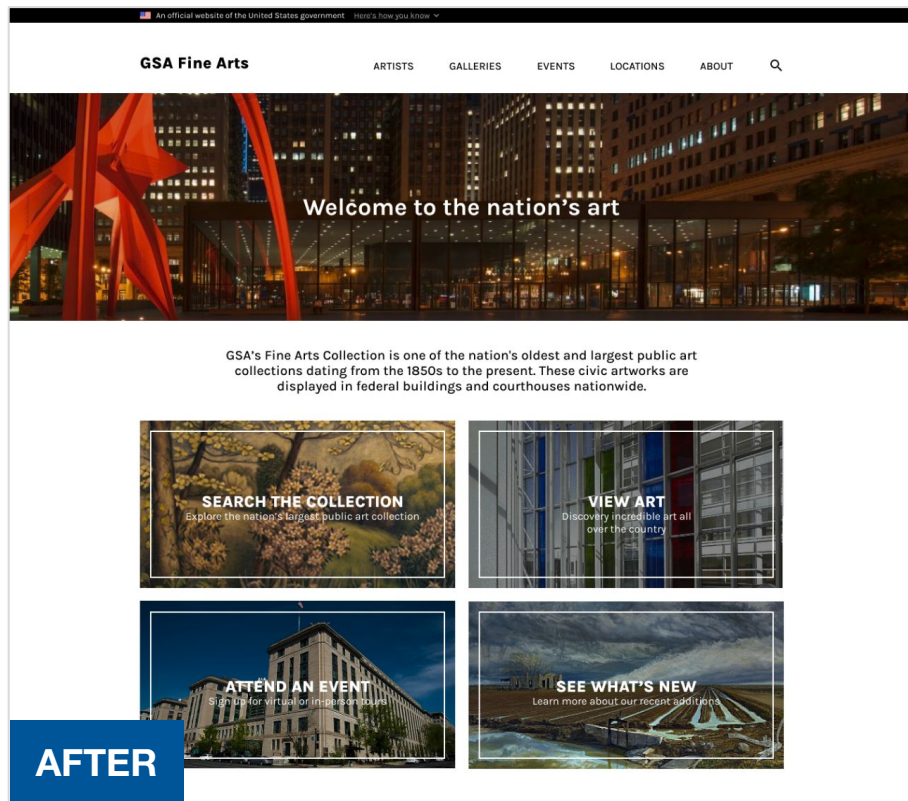 An official website of the United States government Here's how you know
GSA Fine Arts
ARTISTS GALLERIES EVENTS LOCATIONS ABOUT
Welcome to the nation's art
GSA's Fine Arts Collection is one of the nation's oldest and largest public art
collections dating from the 1850s to the present. These civic artworks are
displayed in federal buildings and courthouses nationwide.
SEARCH THE COLLECTION
Explore the nation's largest public art collection
VIEW ART
Discovery incredible art all
over the country
ATTEND AN EVENT
Sign up for virtual or in-person tours
SEE WHAT'S NEW
Learn more about our recent additions
AFTER